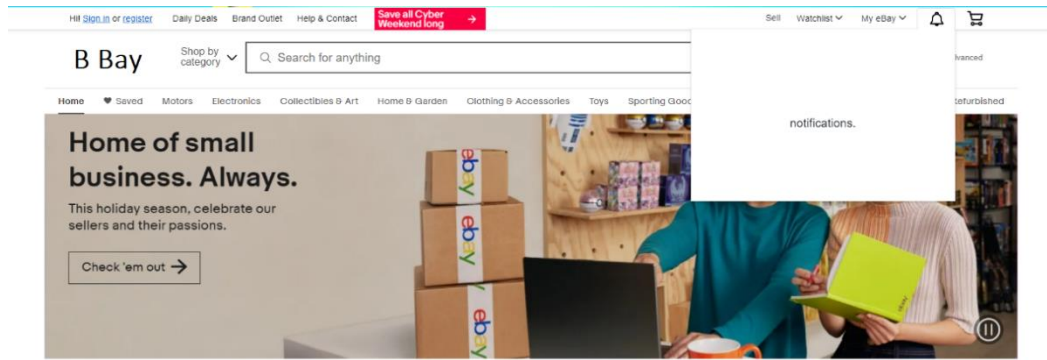 Hi! Sign in or register Daily Deals Brand Outlet Help & Contact Save all Cyber Weekend long → Sell Watchlist My eBay
B Bay Shop by category Search for anything
Home Saved Motors Electronics Collectibles & Art Home & Garden Clothing & Accessories Toys Sporting Goo
notifications.
Home of small
business. Always.
This holiday season, celebrate our
sellers and their passions.
Check 'em out →
ebay
ebay
ebay
ebay